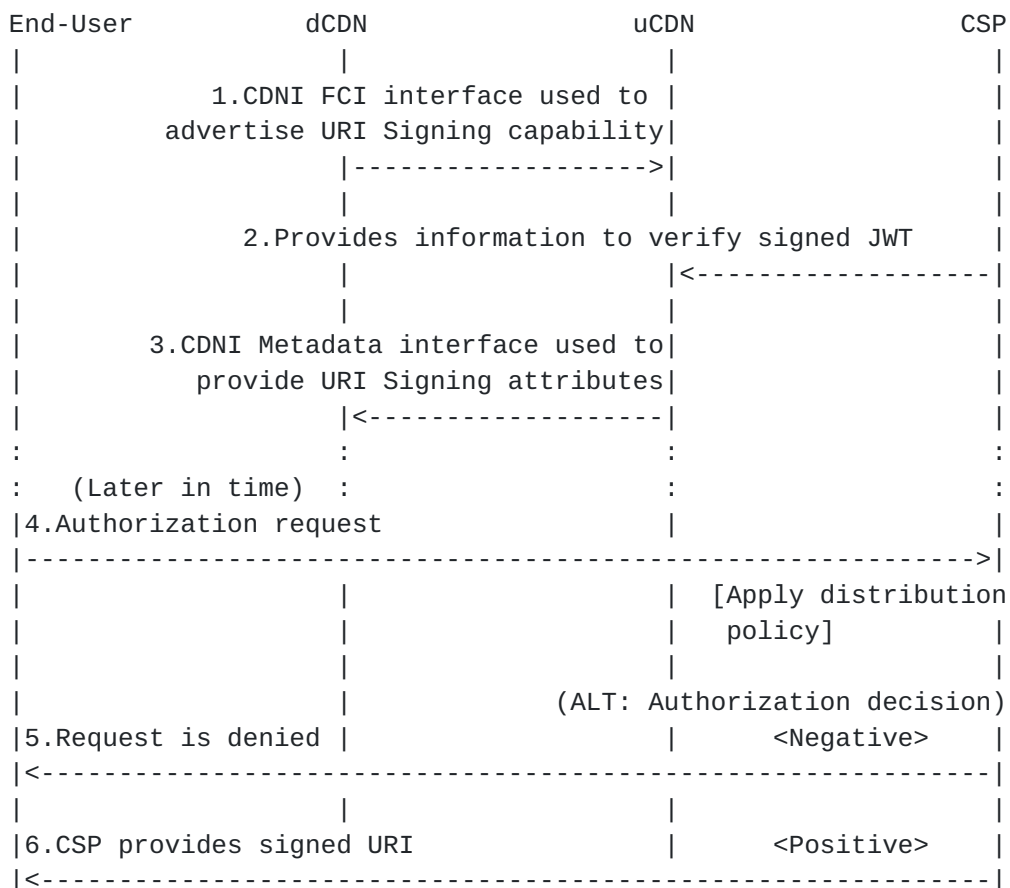 End-User dCDN uCDN CSP
1.CDNI FCI interface used to
advertise URI Signing capability
2.Provides information to verify signed JWT
3.CDNI Metadata interface used to
provide URI Signing attributes
(Later in time)
4.Authorization request
[Apply distribution
policy]
(ALT: Authorization decision)
5.Request is denied <Negative>
6.CSP provides signed URI <Positive>